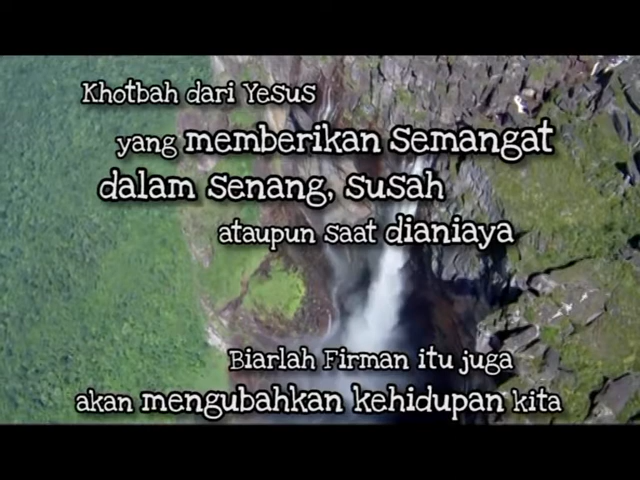 Khotbah dari Yesus
yang memberikan semangat
dalam senang, susah
ataupun saat dianiaya
Biarlah Firman itu juga
akan mengubahkan kehidupan kita